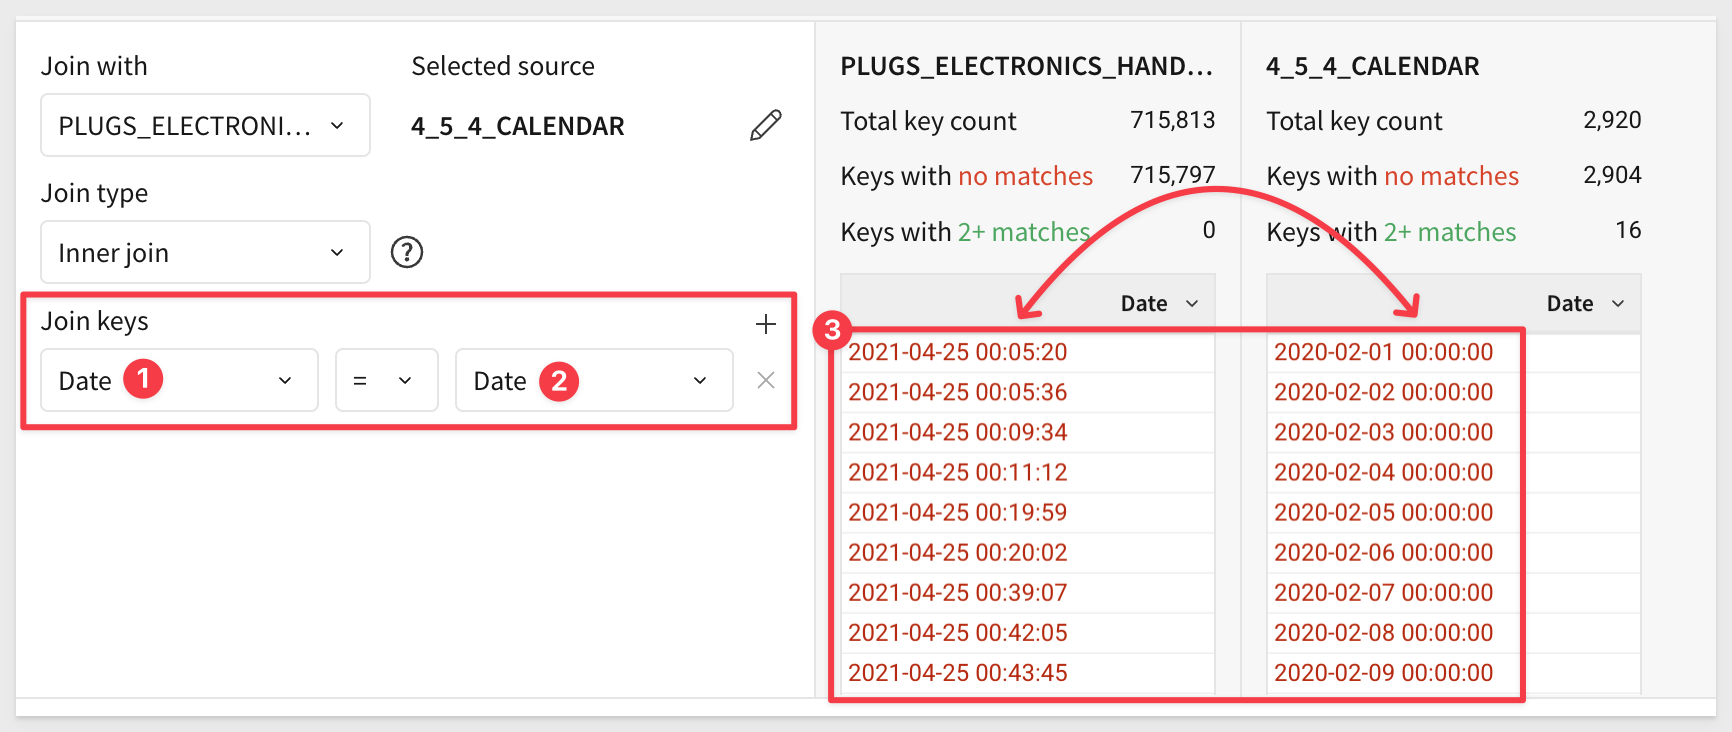 Join with
Selected source
PLUGS_ELECTRONI...
4_5_4_CALENDAR
Join type
Inner join
?
Join keys
Date 1
=
Date 2
PLUGS_ELECTRONICS_HAND...
Total key count 715,813
Keys with no matches 715,797
Keys with 2+ matches 0
Date
3
2021-04-25 00:05:20
2021-04-25 00:05:36
2021-04-25 00:09:34
2021-04-25 00:11:12
2021-04-25 00:19:59
2021-04-25 00:20:02
2021-04-25 00:39:07
2021-04-25 00:42:05
2021-04-25 00:43:45
4_5_4_CALENDAR
Total key count 2,920
Keys with no matches 2,904
Keys with 2+ matches 16
Date
2020-02-01 00:00:00
2020-02-02 00:00:00
2020-02-03 00:00:00
2020-02-04 00:00:00
2020-02-05 00:00:00
2020-02-06 00:00:00
2020-02-07 00:00:00
2020-02-08 00:00:00
2020-02-09 00:00:00